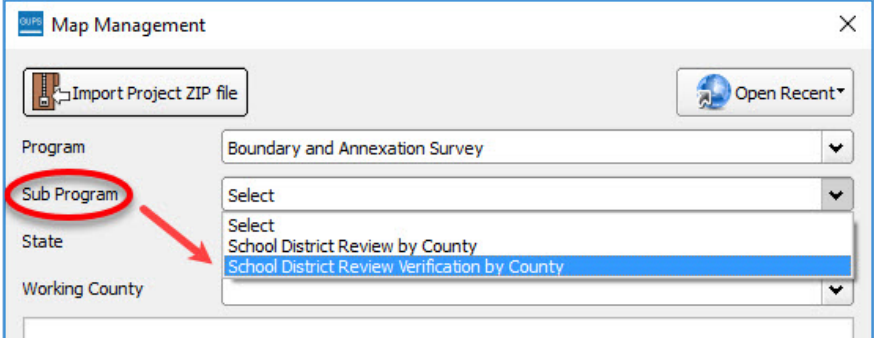 GUPS Map Management
Import Project ZIP file Open Recent
Program Boundary and Annexation Survey
Sub Program Select
Select
State School District Review by County
School District Review Verification by County
Working County